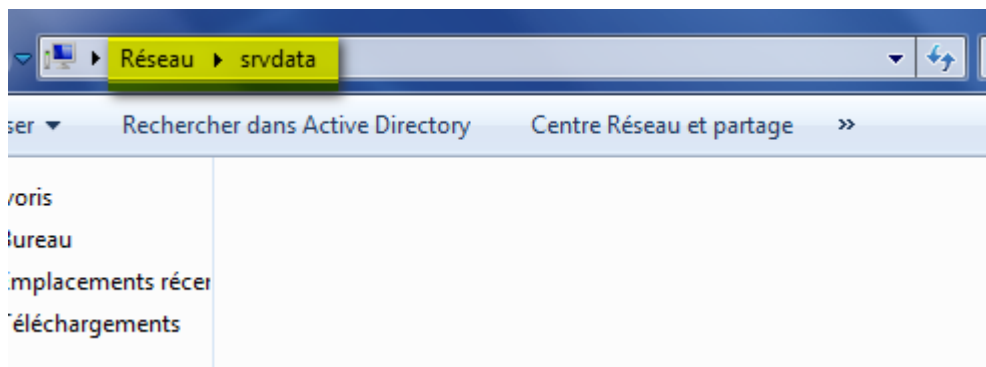 Réseau srvdata
ser Rechercher dans Active Directory Centre Réseau et partage »
voris
Bureau
Emplacements récen
Téléchargements